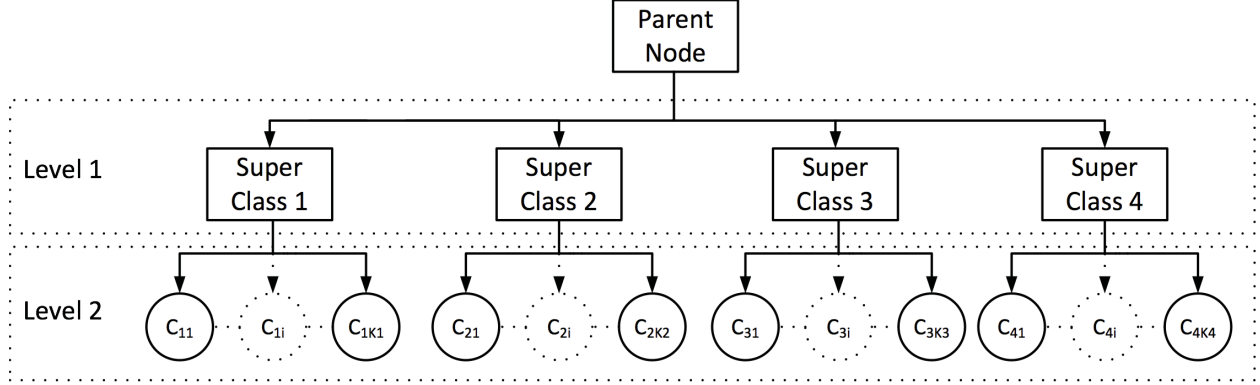 Parent
Node
Level 1
Super
Class 1
Super
Class 2
Super
Class 3
Super
Class 4
Level 2
C11
C1i
C1K1
C21
C2i
C2K2
C31
C3i
C3K3
C41
C4i
C4K4